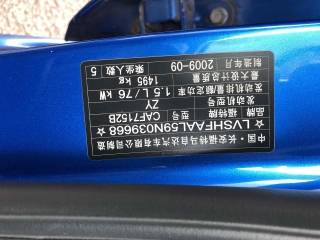 中国·长安福特马自达汽车有限公司制造
☆LVSHFAAL59N039668☆
品牌 福特牌 CAF7152B
发动机型号 ZY
发动机排量/额定功率 1.5 L / 76 kW
最大设计总质量 1495 kg
制造年月 2009-09 乘坐人数 5